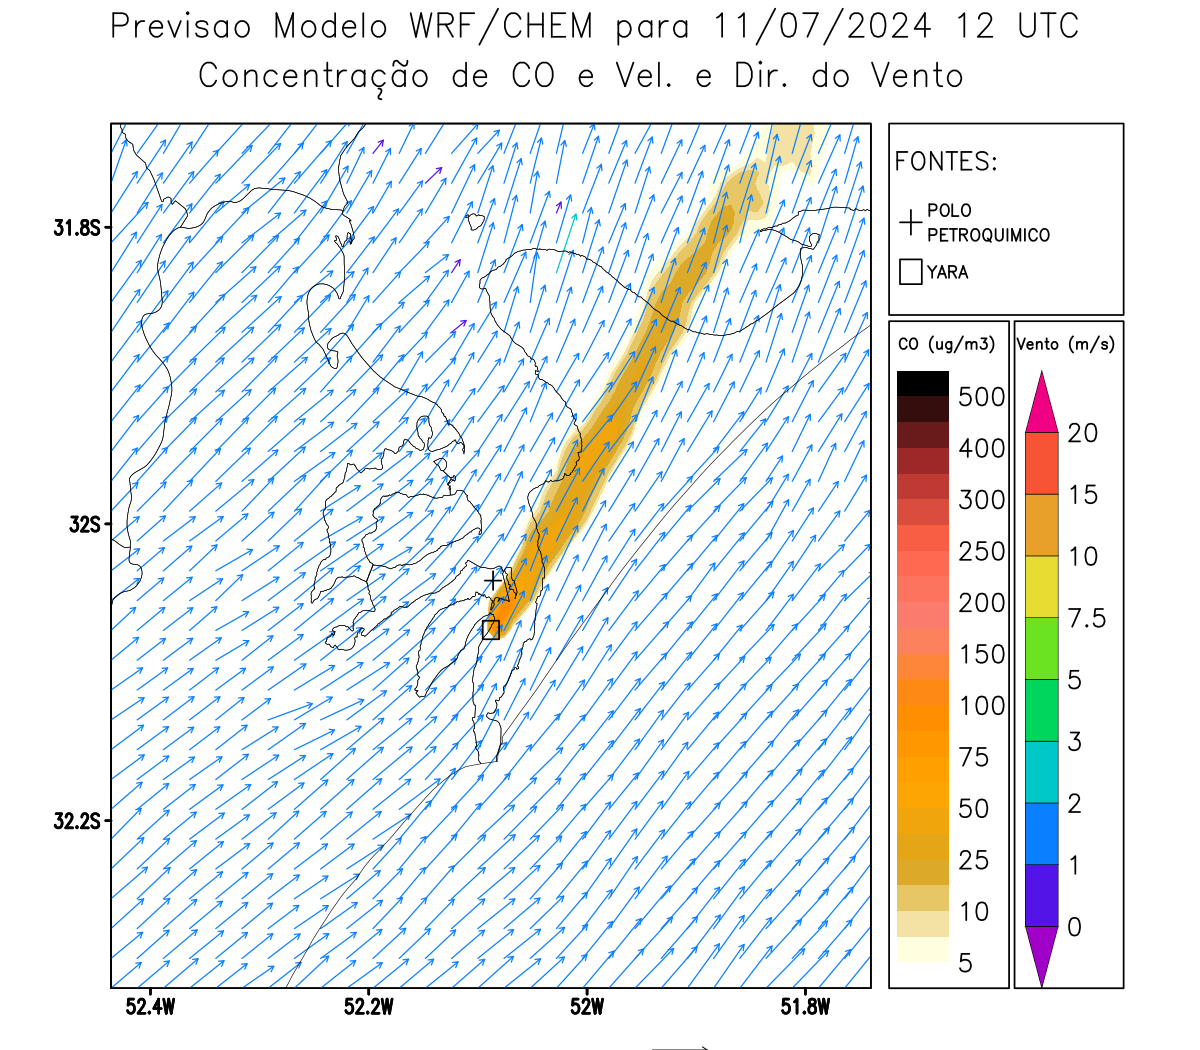 Previsao Modelo WRF/CHEM para 11/07/2024 12 UTC
Concentração de CO e Vel. e Dir. do Vento
FONTES:
POLO
PETROQUIMICO
YARA
31.8S
32S
32.2S
52.4W
52.2W
52W
51.8W
CO (ug/m3)
500
400
300
250
200
150
100
75
50
25
10
5
Vento (m/s)
20
15
10
7.5
5
3
2
1
0